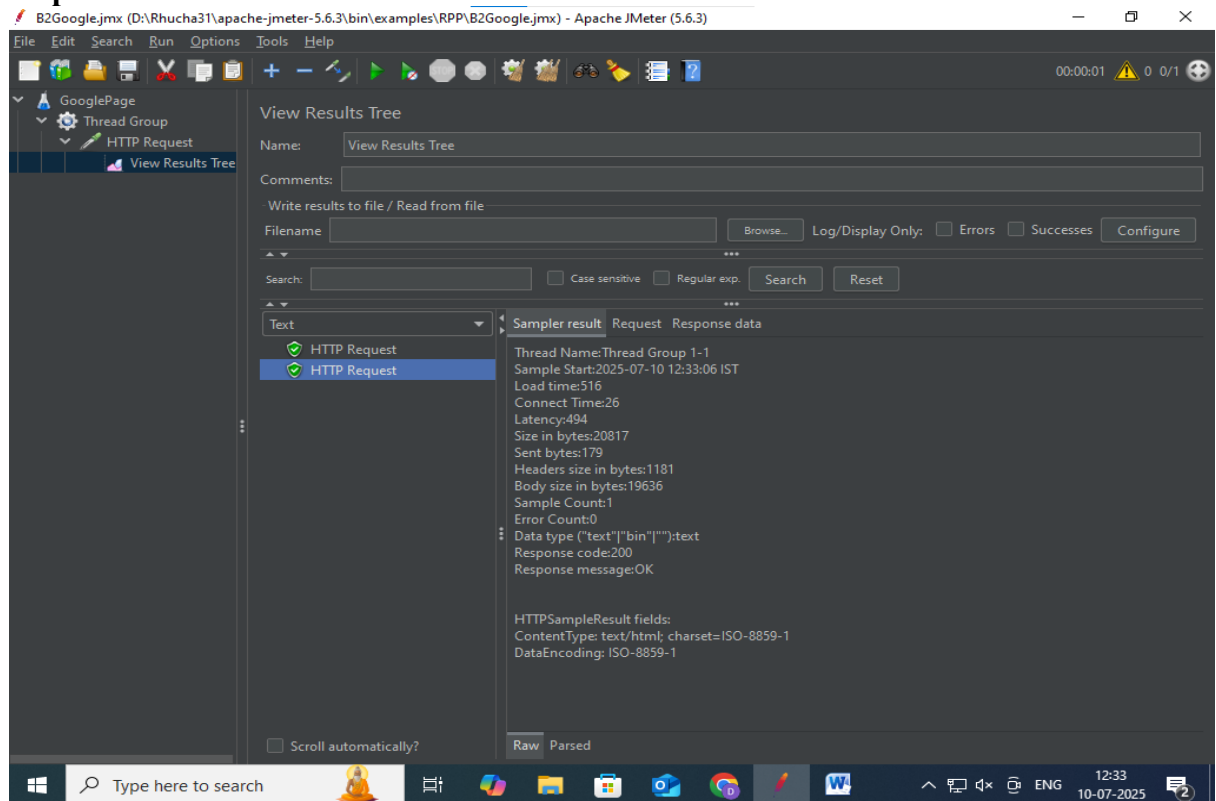 B2Google.jmx (D:\Rhucha31\apache-jmeter-5.6.3\bin\examples\RPP\B2Google.jmx) - Apache JMeter (5.6.3)
File Edit Search Run Options Tools Help
00:00:01 0 0/1
GooglePage
Thread Group
HTTP Request
View Results Tree
View Results Tree
Name: View Results Tree
Comments:
Write results to file / Read from file
Filename Browse... Log/Display Only: Errors Successes Configure
Search: Case sensitive Regular exp. Search Reset
Text
HTTP Request
HTTP Request
Sampler result Request Response data
Thread Name:Thread Group 1-1
Sample Start:2025-07-10 12:33:06 IST
Load time:516
Connect Time:26
Latency:494
Size in bytes:20817
Sent bytes:179
Headers size in bytes:1181
Body size in bytes:19636
Sample Count:1
Error Count:0
Data type ("text"|"bin"|""):text
Response code:200
Response message:OK
HTTPSampleResult fields:
ContentType: text/html; charset=ISO-8859-1
DataEncoding: ISO-8859-1
Scroll automatically?
Raw Parsed
Type here to search
ENG
12:33
10-07-2025
2